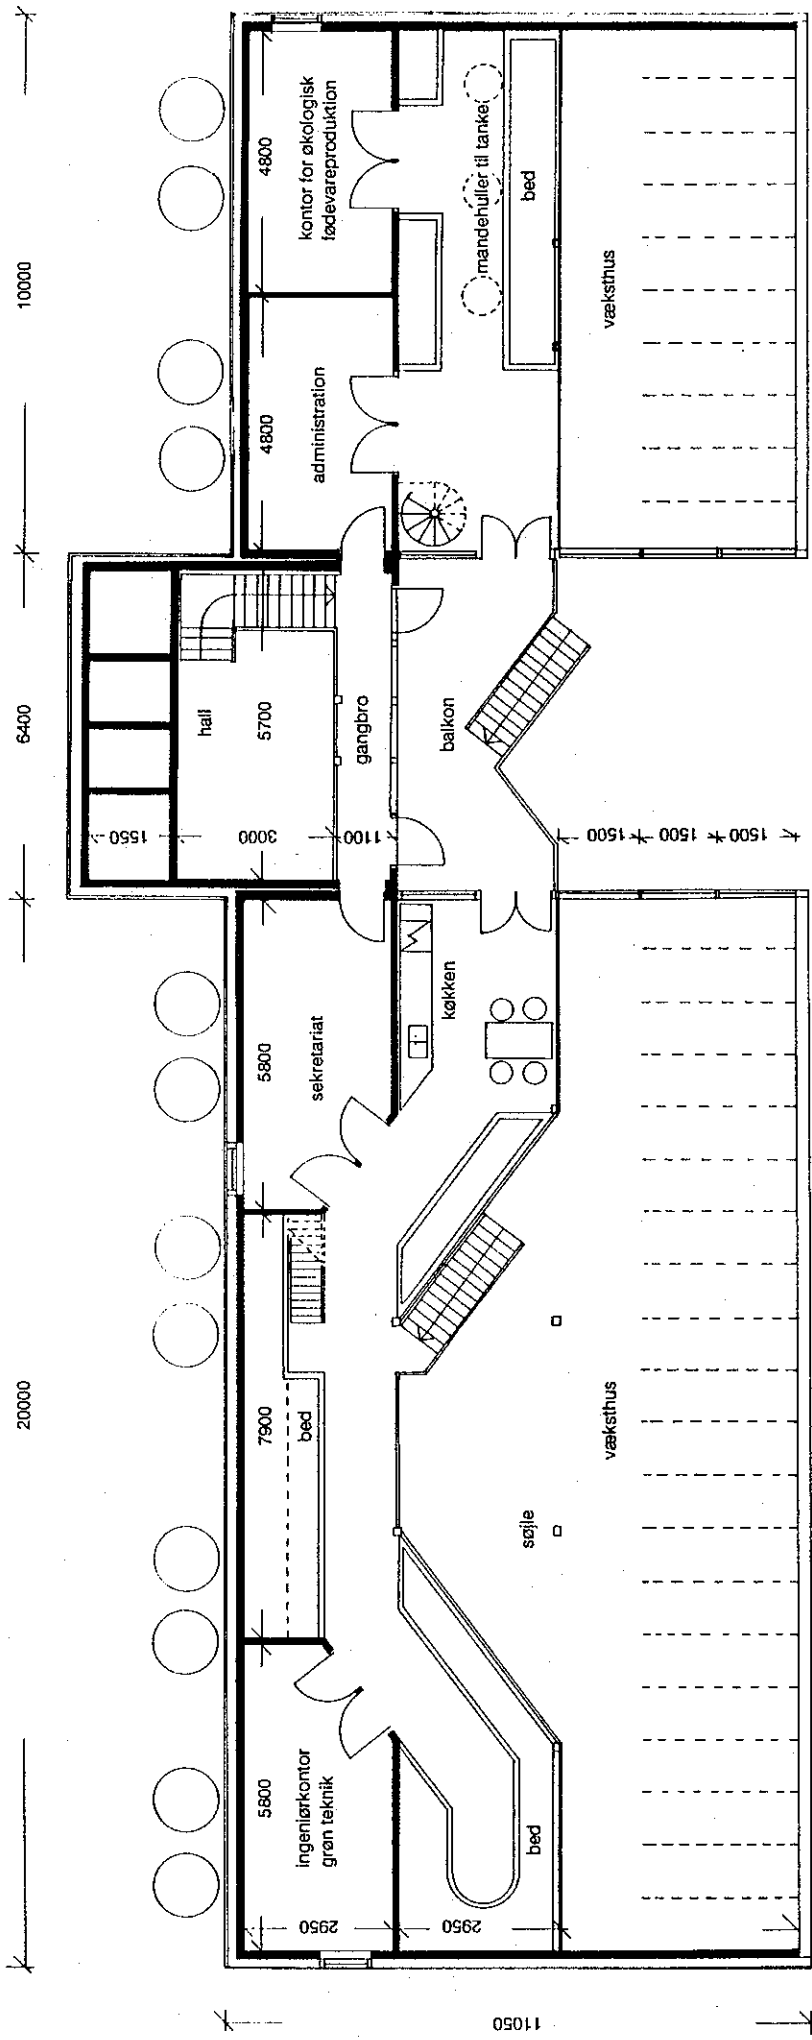 20000
6400
10000
5800
7900
5800
5700
4800
4800
ingeniørkontor
grøn teknik
bed
sekretariat
hall
administration
kontor for økologisk
fødevareproduktion
1550
3000
1100
gangbro
balkon
køkken
mandehuller til tanke
bed
bed
søjle
væksthus
væksthus
2950
2950
1500
1500
1500
11050